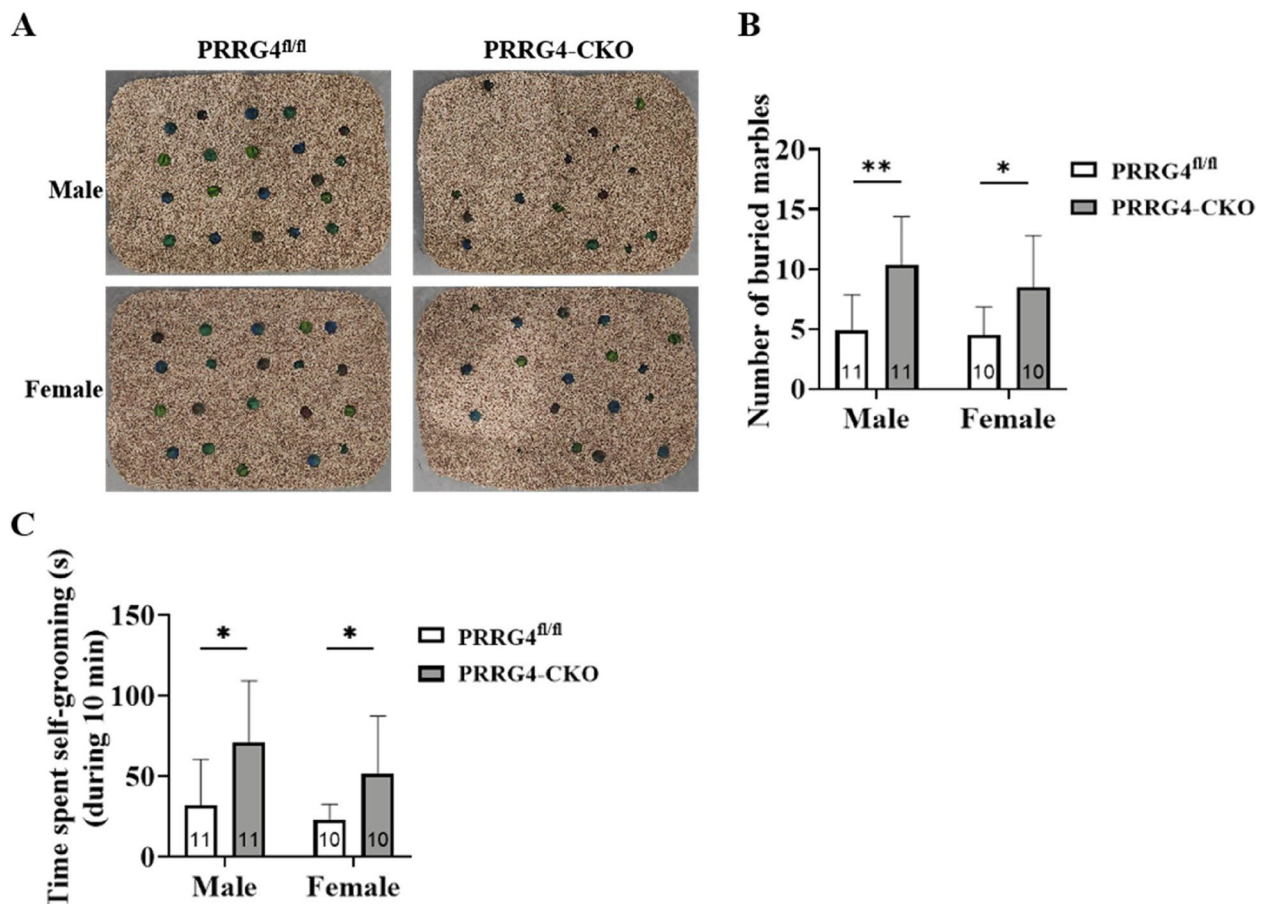 A
PRRG4fl/fl
PRRG4-CKO
Male
Female
B
Number of buried marbles
20
15
10
5
0
**
*
11
11
10
10
Male
Female
PRRG4fl/fl
PRRG4-CKO
C
Time spent self-grooming (s)
(during 10 min)
150
100
50
0
*
*
11
11
10
10
Male
Female
PRRG4fl/fl
PRRG4-CKO